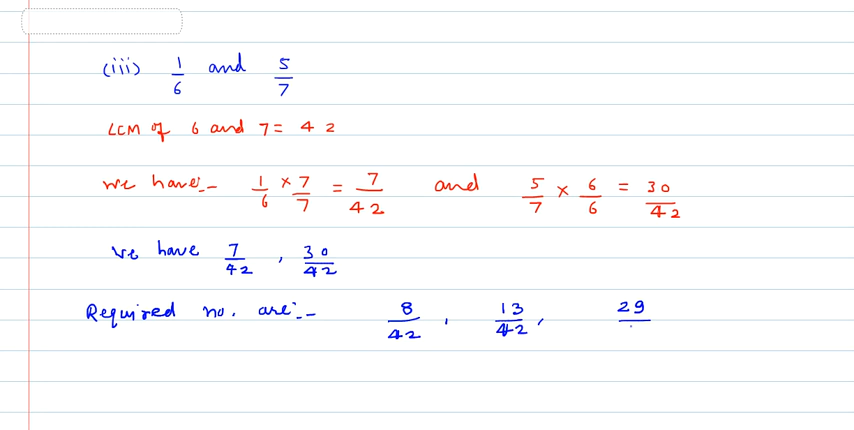 (iii) 1/6 and 5/7
LCM of 6 and 7 = 42
We have:- 1/6 × 7/7 = 7/42 and 5/7 × 6/6 = 30/42
We have 7/42 , 30/42
Required no. are:- 8/42 , 13/42 , 29/